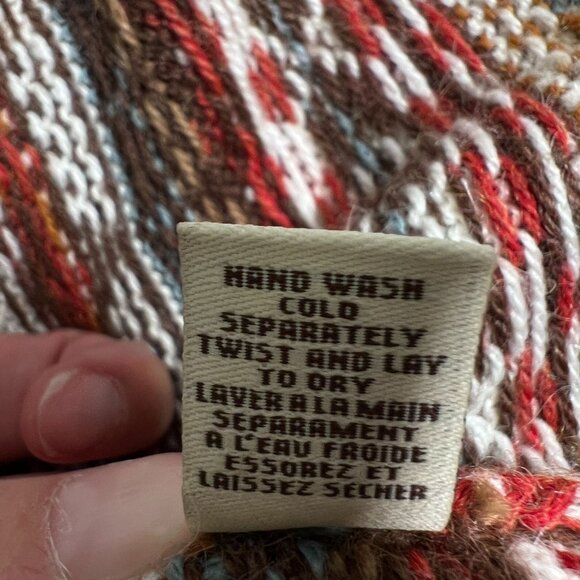 HAND WASH
COLD
SEPARATELY
TWIST AND LAY
TO DRY
LAVER A LA MAIN
SEPARAMENT
A L'EAU FROIDE
ESSOREZ ET
LAISSEZ SECHER